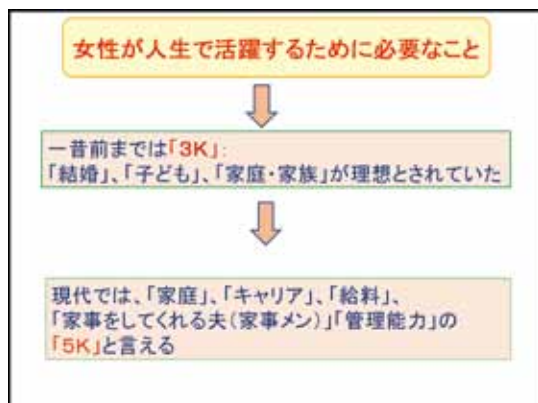 女性が人生で活躍するために必要なこと
一昔前までは「3K」：
「結婚」、「子ども」、「家庭・家族」が理想とされていた
現代では、「家庭」、「キャリア」、「給料」、
「家事をしてくれる夫（家事メン）」「管理能力」の
「5K」と言える